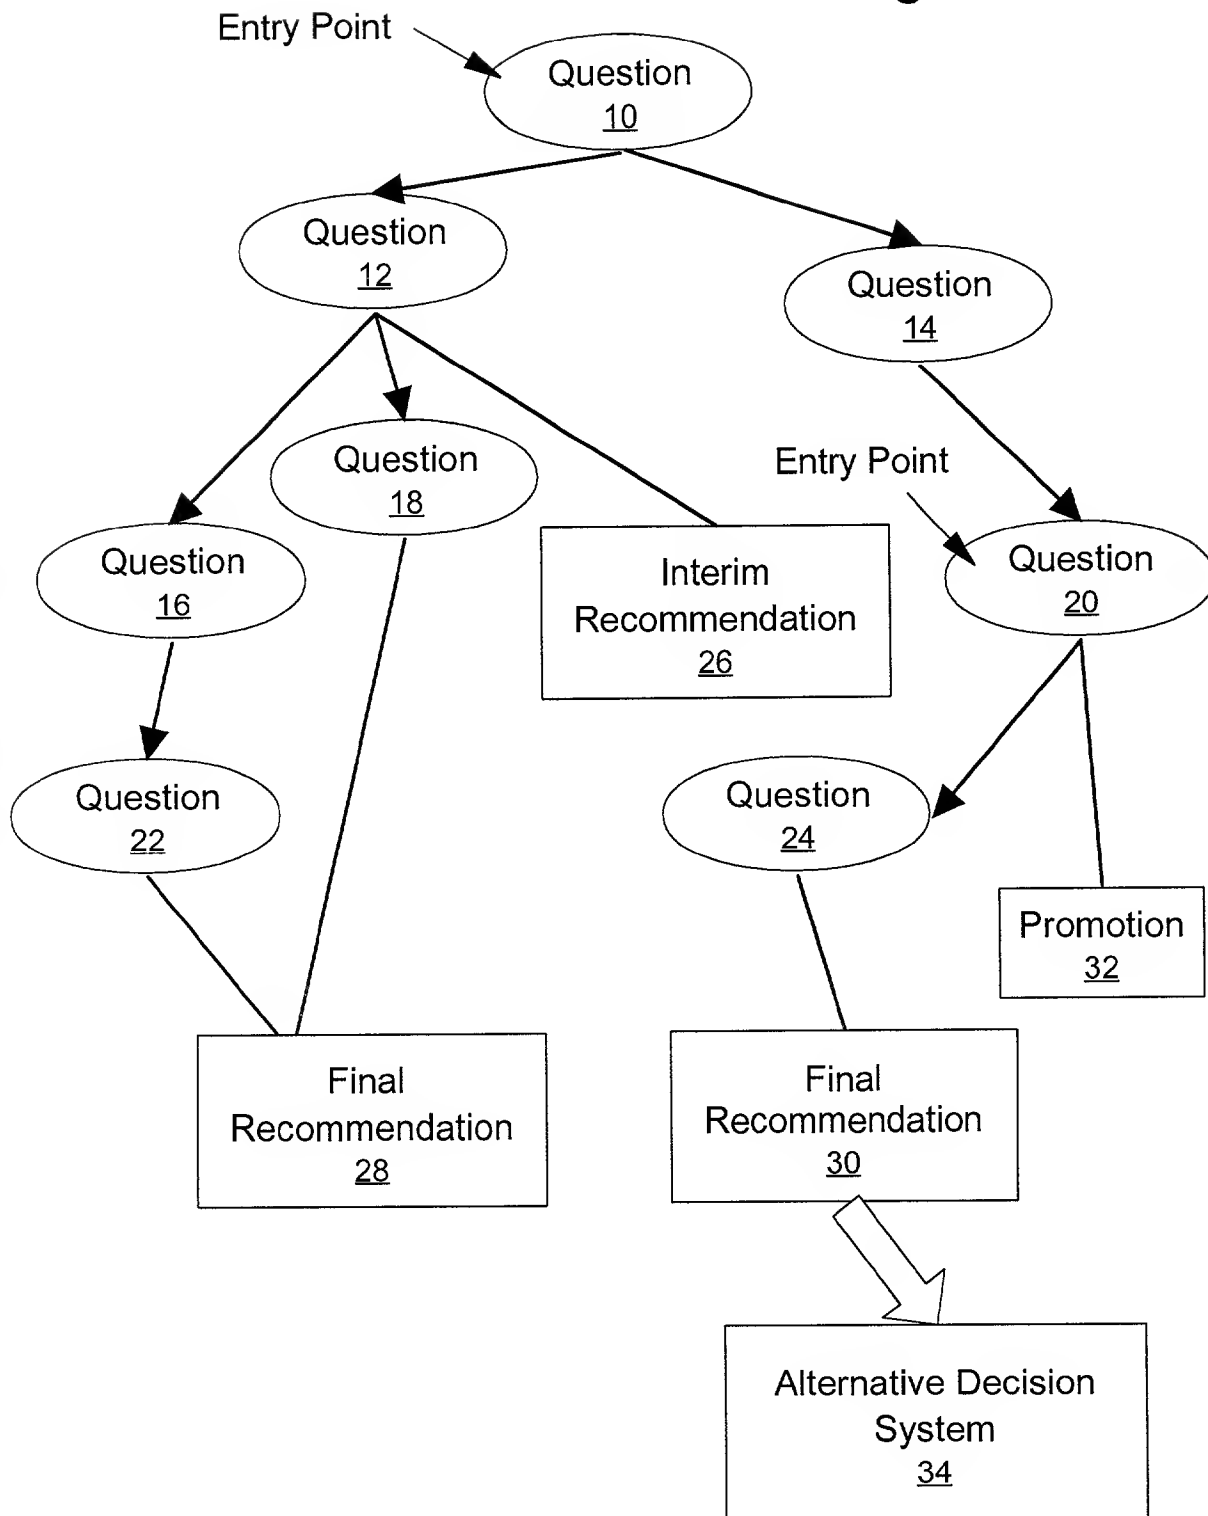 Entry Point
Question
10
Question
12
Question
14
Question
18
Entry Point
Question
16
Interim
Recommendation
26
Question
20
Question
22
Question
24
Promotion
32
Final
Recommendation
28
Final
Recommendation
30
Alternative Decision
System
34